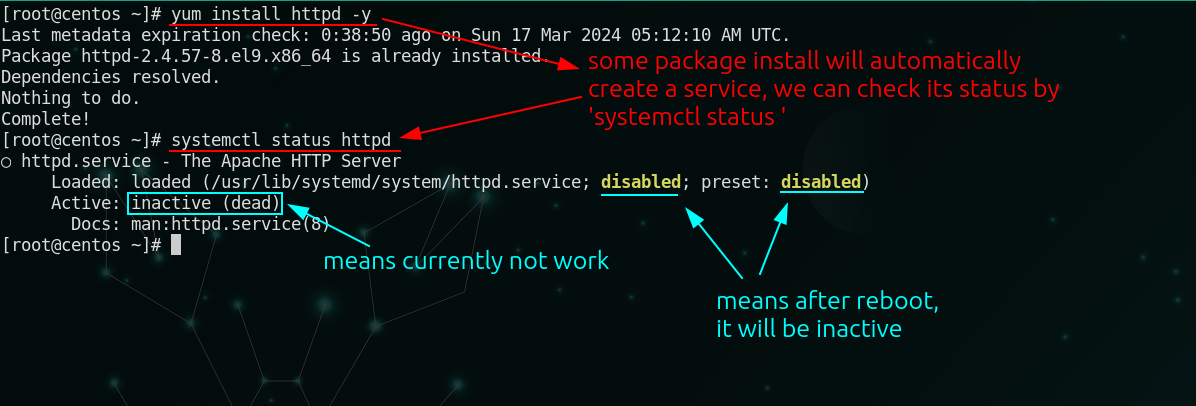 [root@centos ~]# yum install httpd -y
Last metadata expiration check: 0:38:50 ago on Sun 17 Mar 2024 05:12:10 AM UTC.
Package httpd-2.4.57-8.el9.x86_64 is already installed.
some package install will automatically
Dependencies resolved.
create a service, we can check its status by
Nothing to do.
'systemctl status '
Complete!
[root@centos ~]# systemctl status httpd
○ httpd.service - The Apache HTTP Server
Loaded: loaded (/usr/lib/systemd/system/httpd.service; disabled; preset: disabled)
Active: inactive (dead)
Docs: man:httpd.service(8)
[root@centos ~]#
means currently not work
means after reboot,
it will be inactive